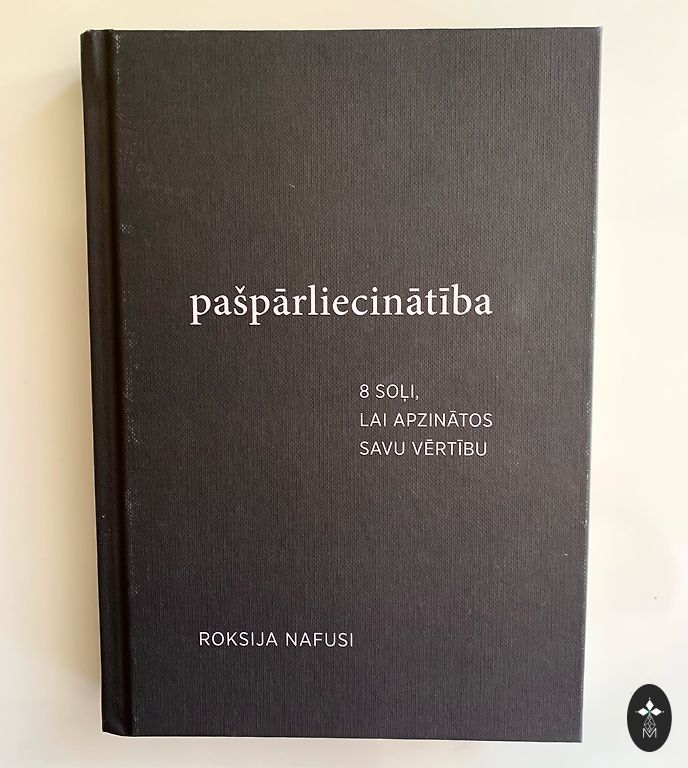 pašpārliecinātība
8 SOĻI,
LAI APZINĀTOS
SAVU VĒRTĪBU
ROKSIJA NAFUSI
M